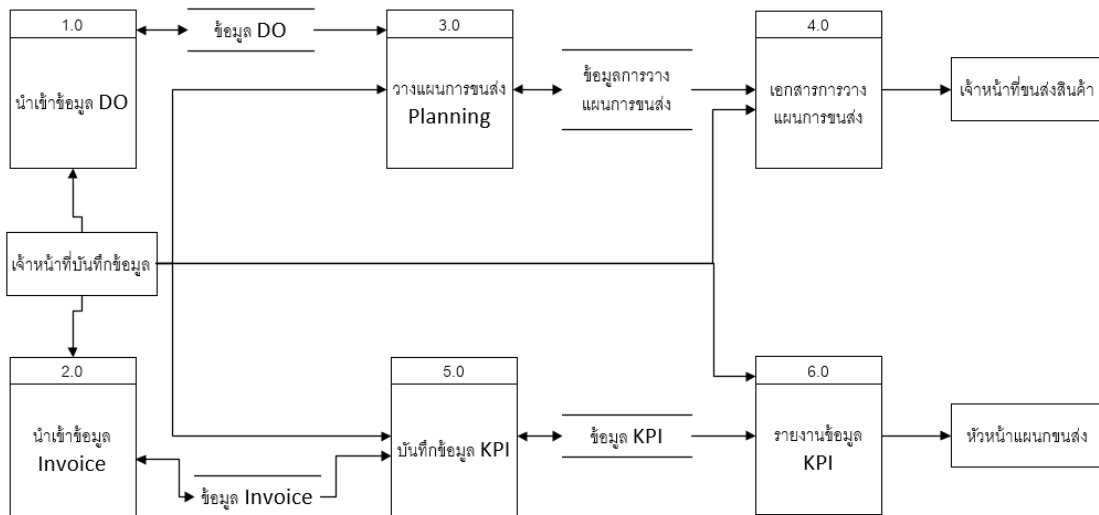 1.0
นำเข้าข้อมูล DO
ข้อมูล DO
3.0
วางแผนการขนส่ง
Planning
ข้อมูลการวาง
แผนการขนส่ง
4.0
เอกสารการวาง
แผนการขนส่ง
เจ้าหน้าที่ขนส่งสินค้า
เจ้าหน้าที่บันทึกข้อมูล
2.0
นำเข้าข้อมูล
Invoice
ข้อมูล Invoice
5.0
บันทึกข้อมูล KPI
ข้อมูล KPI
6.0
รายงานข้อมูล
KPI
หัวหน้าแผนกขนส่ง